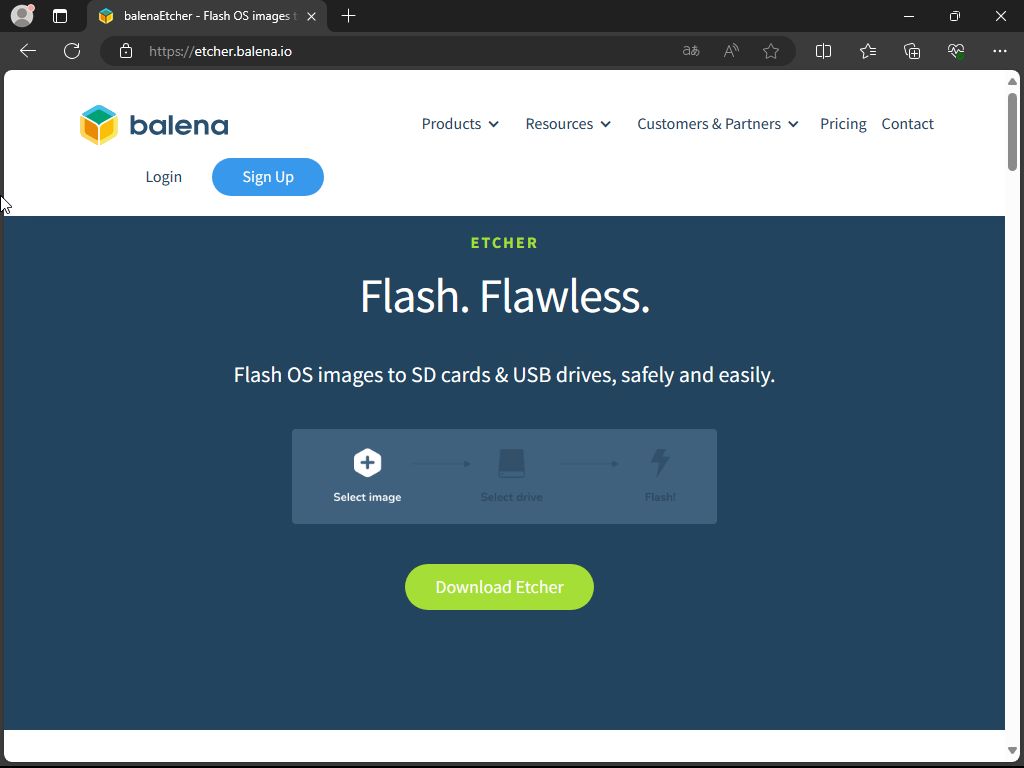 balenaEtcher - Flash OS images t
https://etcher.balena.io
balena
Products
Resources
Customers & Partners
Pricing
Contact
Login
Sign Up
ETCHER
Flash. Flawless.
Flash OS images to SD cards & USB drives, safely and easily.
Select image
Select drive
Flash!
Download Etcher